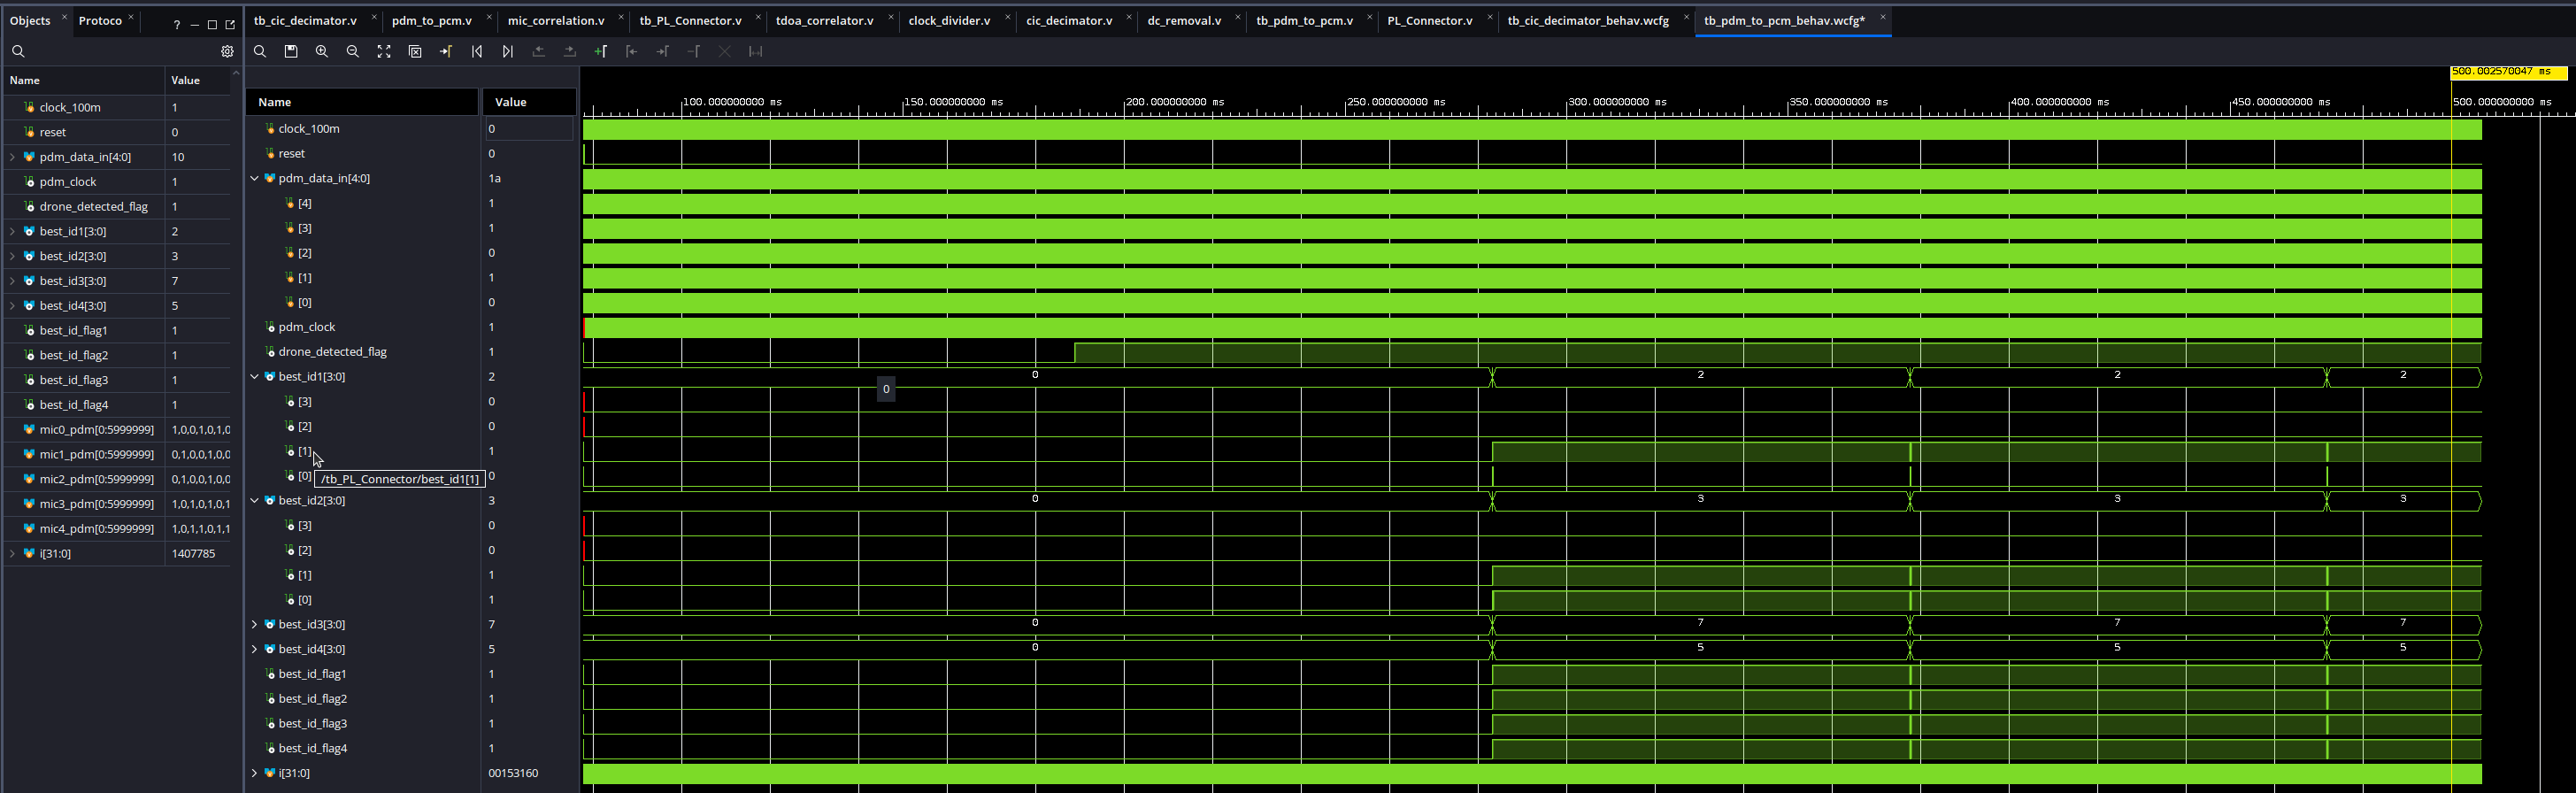 Objects × Protoco × ? tb_cic_decimator.v × pdm_to_pcm.v × mic_correlation.v × tb_PL_Connector.v × tdoa_correlator.v × clock_divider.v × cic_decimator.v × dc_removal.v × tb_pdm_to_pcm.v × PL_Connector.v × tb_cic_decimator_behav.wcfg × tb_pdm_to_pcm_behav.wcfg* ×
Name Value
clock_100m 1
reset 0
pdm_data_in[4:0] 10
pdm_clock 1
drone_detected_flag 1
best_id1[3:0] 2
best_id2[3:0] 3
best_id3[3:0] 7
best_id4[3:0] 5
best_id_flag1 1
best_id_flag2 1
best_id_flag3 1
best_id_flag4 1
mic0_pdm[0:5999999] 1,0,0,1,0,1,0
mic1_pdm[0:5999999] 0,1,0,0,1,0,0
mic2_pdm[0:5999999] 0,1,0,0,1,0,0
mic3_pdm[0:5999999] 1,0,1,0,1,0,1
mic4_pdm[0:5999999] 1,0,1,1,0,1,1
i[31:0] 1407785
500.002570047 ms
Name Value
100.000000000 ms 150.000000000 ms 200.000000000 ms 250.000000000 ms 300.000000000 ms 350.000000000 ms 400.000000000 ms 450.000000000 ms 500.000000000 ms
clock_100m 0
reset 0
pdm_data_in[4:0] 1a
[4] 1
[3] 1
[2] 0
[1] 1
[0] 0
pdm_clock 1
drone_detected_flag 1
best_id1[3:0] 2 0 2 2 2
0
[3] 0
[2] 0
[1] 1
[0] 0
/tb_PL_Connector/best_id1[1]
best_id2[3:0] 3 0 3 3 3
[3] 0
[2] 0
[1] 1
[0] 1
best_id3[3:0] 7 0 7 7 7
best_id4[3:0] 5 0 5 5 5
best_id_flag1 1
best_id_flag2 1
best_id_flag3 1
best_id_flag4 1
i[31:0] 00153160